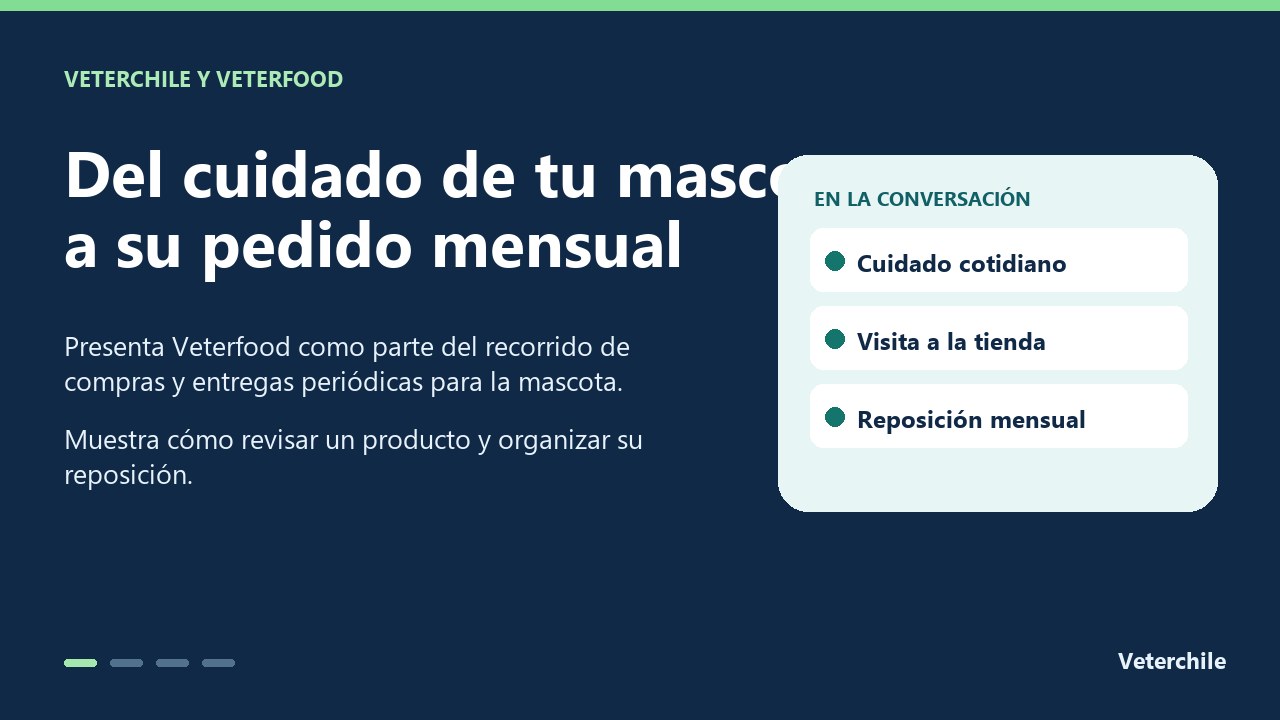 VETERCHILE Y VETERFOOD
Del cuidado de tu
a su pedido mensual
Presenta Veterfood como parte del recorrido de
compras y entregas periódicas para la mascota.
Muestra cómo revisar un producto y organizar su
reposición.
EN LA CONVERSACIÓN
Cuidado cotidiano
Visita a la tienda
Reposición mensual
Veterchile